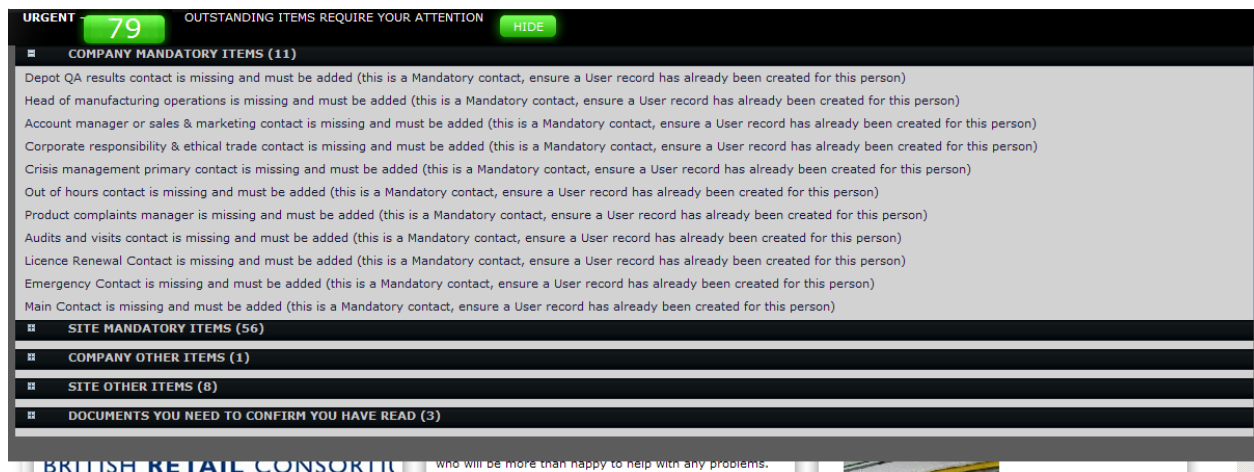 URGENT - 79 OUTSTANDING ITEMS REQUIRE YOUR ATTENTION HIDE
COMPANY MANDATORY ITEMS (11)
Depot QA results contact is missing and must be added (this is a Mandatory contact, ensure a User record has already been created for this person)
Head of manufacturing operations is missing and must be added (this is a Mandatory contact, ensure a User record has already been created for this person)
Account manager or sales & marketing contact is missing and must be added (this is a Mandatory contact, ensure a User record has already been created for this person)
Corporate responsibility & ethical trade contact is missing and must be added (this is a Mandatory contact, ensure a User record has already been created for this person)
Crisis management primary contact is missing and must be added (this is a Mandatory contact, ensure a User record has already been created for this person)
Out of hours contact is missing and must be added (this is a Mandatory contact, ensure a User record has already been created for this person)
Product complaints manager is missing and must be added (this is a Mandatory contact, ensure a User record has already been created for this person)
Audits and visits contact is missing and must be added (this is a Mandatory contact, ensure a User record has already been created for this person)
Licence Renewal Contact is missing and must be added (this is a Mandatory contact, ensure a User record has already been created for this person)
Emergency Contact is missing and must be added (this is a Mandatory contact, ensure a User record has already been created for this person)
Main Contact is missing and must be added (this is a Mandatory contact, ensure a User record has already been created for this person)
SITE MANDATORY ITEMS (56)
COMPANY OTHER ITEMS (1)
SITE OTHER ITEMS (8)
DOCUMENTS YOU NEED TO CONFIRM YOU HAVE READ (3)
BRITISH RETAIL
who will be more than happy to help with any problems.